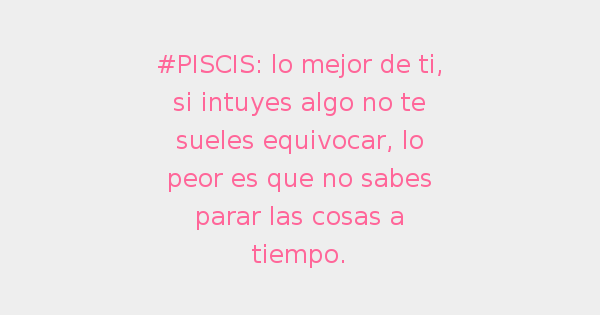 #PISCIS: lo mejor de ti,
si intuyes algo no te
sueles equivocar, lo
peor es que no sabes
parar las cosas a
tiempo.